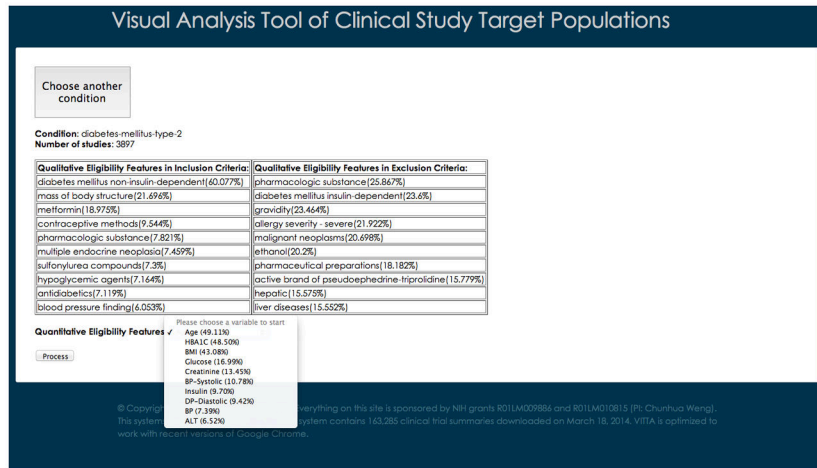 Visual Analysis Tool of Clinical Study Target Populations
Choose another
condition
Condition: diabetes-mellitus-type-2
Number of studies: 3897
Qualitative Eligibility Features in Inclusion Criteria: Qualitative Eligibility Features in Exclusion Criteria:
diabetes mellitus non-insulin-dependent(60.077%) pharmacologic substance(25.867%)
mass of body structure(21.696%) diabetes mellitus insulin-dependent(23.6%)
metformin(18.975%) gravidity(23.464%)
contraceptive methods(9.544%) allergy severity - severe(21.922%)
pharmacologic substance(7.821%) malignant neoplasms(20.698%)
multiple endocrine neoplasia(7.459%) ethanol(20.2%)
sulfonylurea compounds(7.3%) pharmaceutical preparations(18.182%)
hypoglycemic agents(7.164%) active brand of pseudoephedrine-triprolidine(15.779%)
antidiabetics(7.119%) hepatic(15.575%)
blood pressure finding(6.053%) liver diseases(15.552%)
Quantitative Eligibility Features ✓ Please choose a variable to start
Age (49.11%)
HBA1C (48.50%)
BMI (43.08%)
Glucose (16.99%)
Creatinine (13.45%)
BP-Systolic (10.78%)
Insulin (9.70%)
DP-Diastolic (9.42%)
BP (7.39%)
ALT (6.52%)
Process
© Copyrigh verything on this site is sponsored by NIH grants R01LM009886 and R01LM010815 (PI: Chunhua Weng).
This system system contains 163,285 clinical trial summaries downloaded on March 18, 2014. VITTA is optimized to
work with recent versions of Google Chrome.